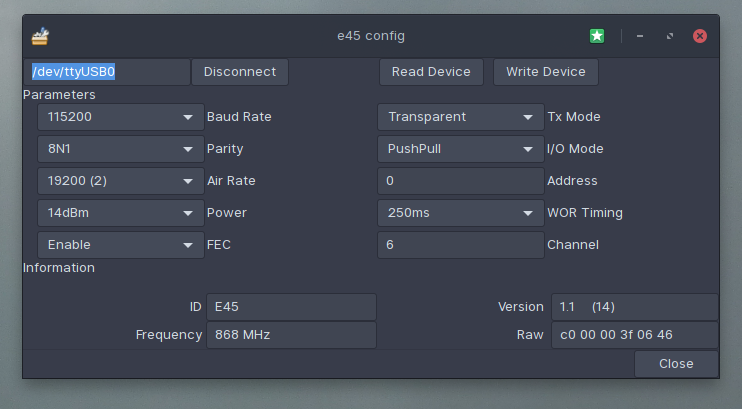 e45 config
/dev/ttyUSB0 Disconnect Read Device Write Device
Parameters
115200 Baud Rate Transparent Tx Mode
8N1 Parity PushPull I/O Mode
19200 (2) Air Rate 0 Address
14dBm Power 250ms WOR Timing
Enable FEC 6 Channel
Information
ID E45 Version 1.1 (14)
Frequency 868 MHz Raw c0 00 00 3f 06 46
Close